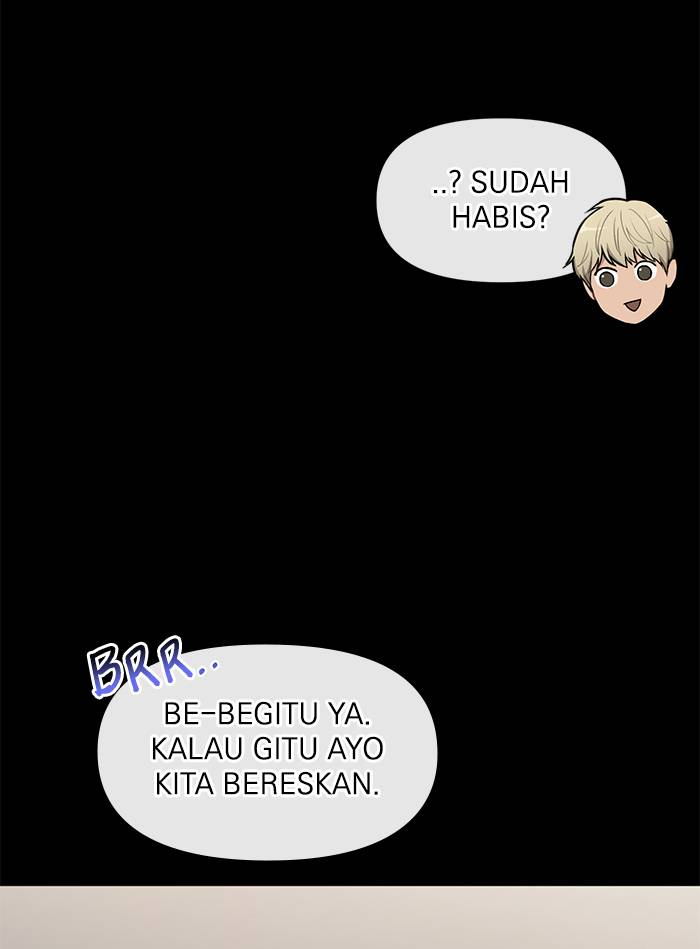 ..? SUDAH
HABIS?
BRR..
BE-BEGITU YA.
KALAU GITU AYO
KITA BERESKAN.